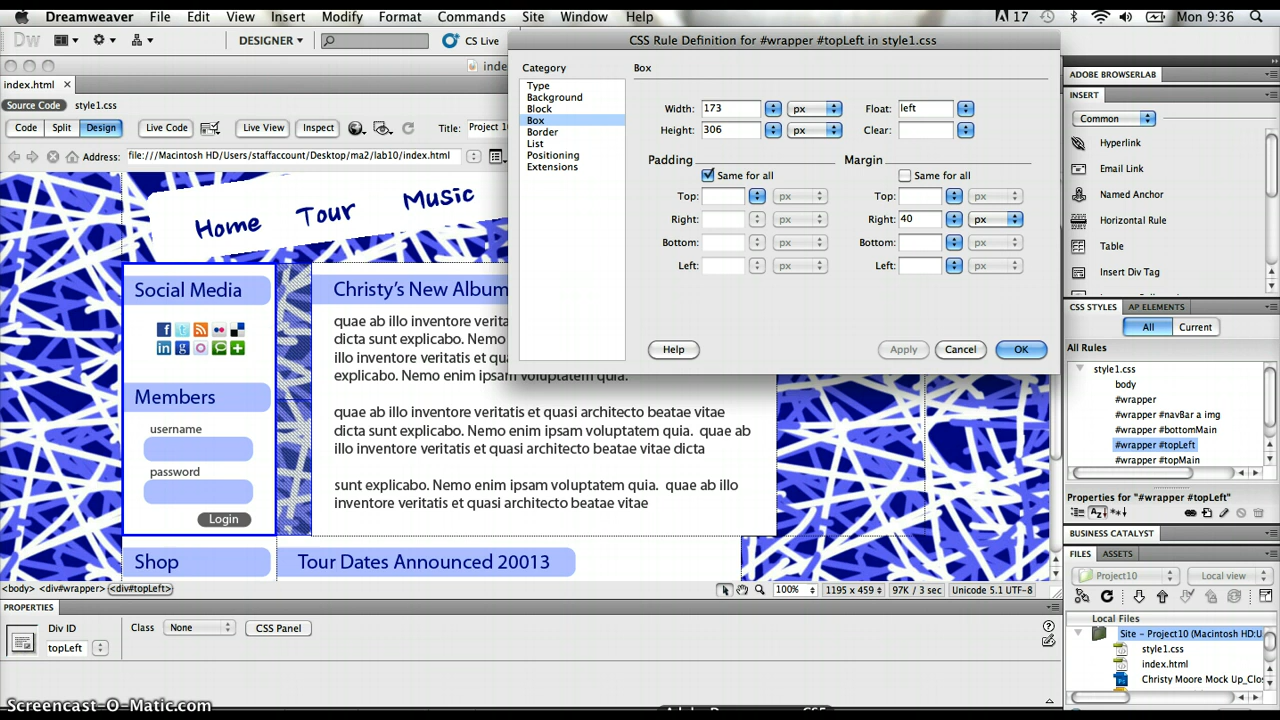 Dreamweaver File Edit View Insert Modify Format Commands Site Window Help
17 Mon 9:36
Dw DESIGNER CS Live
CSS Rule Definition for #wrapper #topLeft in style1.css
Category
Type
Background
Block
Box
Border
List
Positioning
Extensions
Box
Width: 173 px Float: left
Height: 306 px Clear:
Padding Margin
Same for all Same for all
Top: px Top: px
Right: px Right: 40 px
Bottom: px Bottom: px
Left: px Left: px
Help Apply Cancel OK
inde
index.html
Source Code style1.css
Code Split Design Live Code Live View Inspect Title: Project 1
Address: file:///Macintosh HD/Users/staffaccount/Desktop/ma2/lab10/index.html
Home Tour Music
Social Media
Members
username
password
Login
Shop
Christy's New Album
quae ab illo inventore verita
dicta sunt explicabo. Nemo
illo inventore veritatis et qu
explicabo. Nemo enim ipsam voluptatem quia.
quae ab illo inventore veritatis et quasi architecto beatae vitae
dicta sunt explicabo. Nemo enim ipsam voluptatem quia. quae ab
illo inventore veritatis et quasi architecto beatae vitae dicta
sunt explicabo. Nemo enim ipsam voluptatem quia. quae ab illo
inventore veritatis et quasi architecto beatae vitae
Tour Dates Announced 20013
<body> <div#wrapper> <div#topLeft>
100% 1195 x 459 97K / 3 sec Unicode 5.1 UTF-8
PROPERTIES
Div ID
topLeft
Class None CSS Panel
ADOBE BROWSERLAB
INSERT
Common
Hyperlink
Email Link
Named Anchor
Horizontal Rule
Table
Insert Div Tag
CSS STYLES AP ELEMENTS
All Current
All Rules
style1.css
body
#wrapper
#wrapper #navBar a img
#wrapper #bottomMain
#wrapper #topLeft
#wrapper #topMain
Properties for "#wrapper #topLeft"
BUSINESS CATALYST
FILES ASSETS
Project10 Local view
Local Files
Site - Project10 (Macintosh HD:U
style1.css
index.html
Christy Moore Mock Up_Clos
Screencast-O-Matic.com